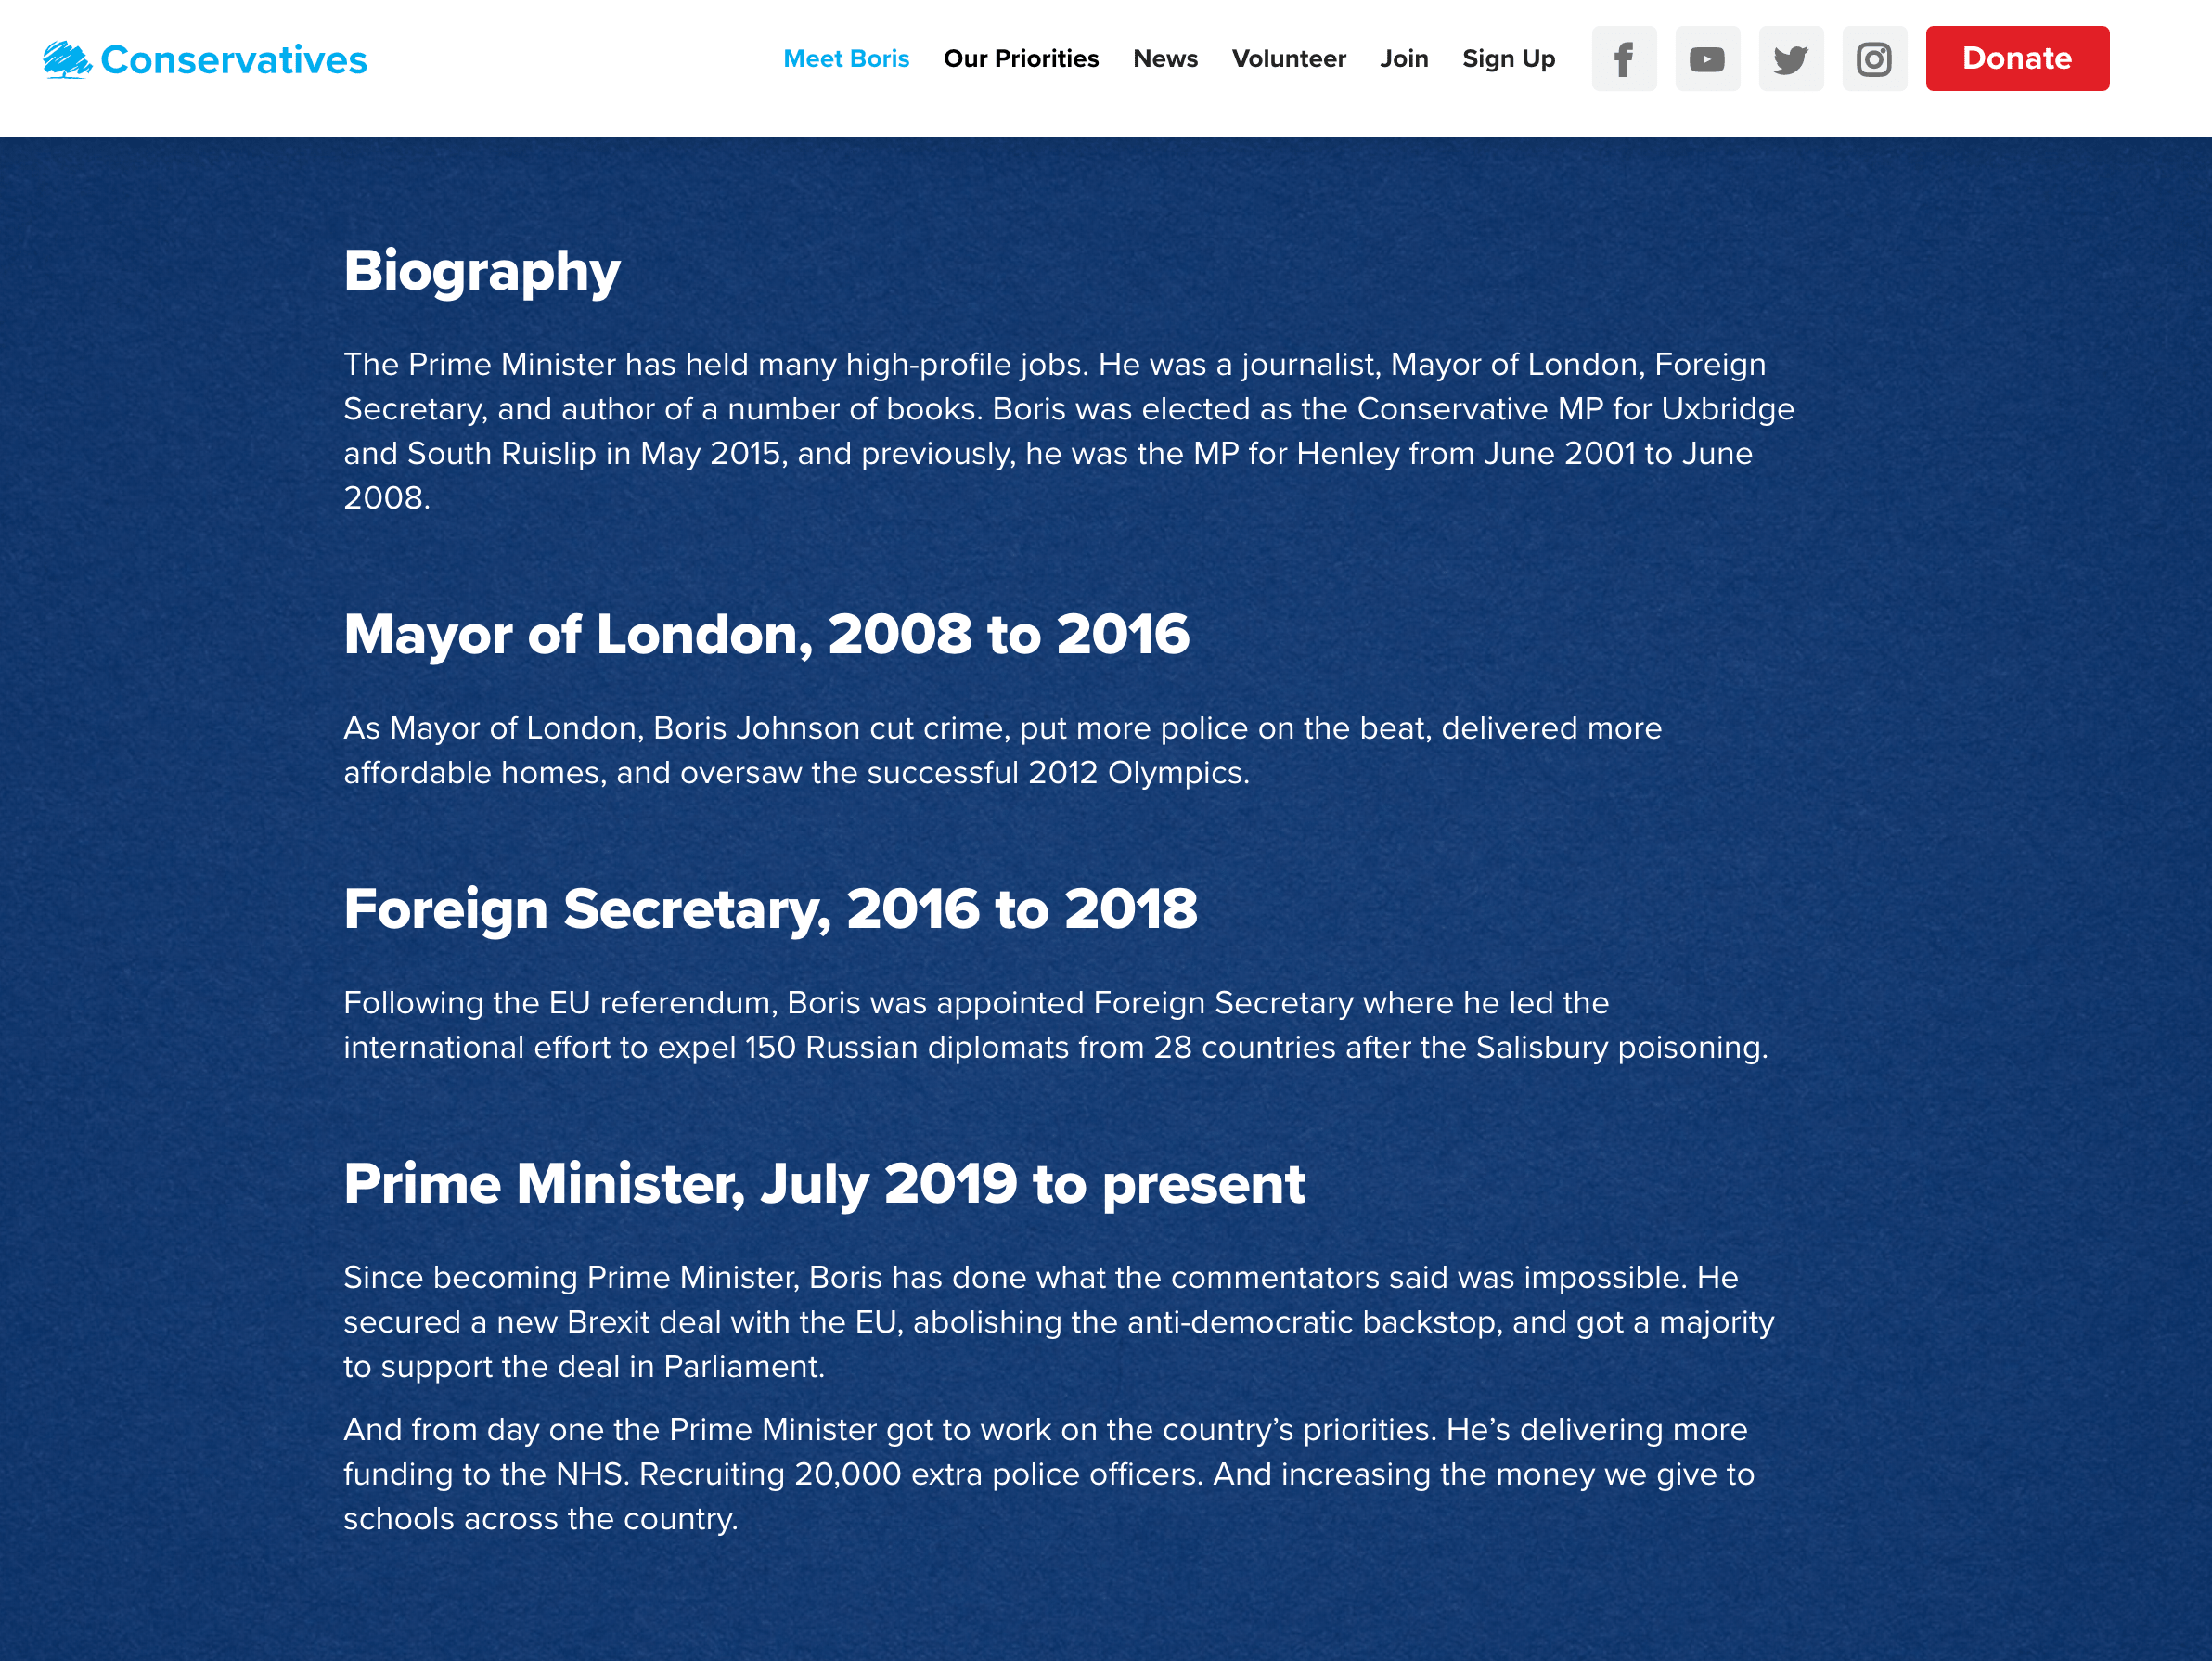 Conservatives
Meet Boris
Our Priorities
News
Volunteer
Join
Sign Up
Donate
Biography
The Prime Minister has held many high-profile jobs. He was a journalist, Mayor of London, Foreign
Secretary, and author of a number of books. Boris was elected as the Conservative MP for Uxbridge
and South Ruislip in May 2015, and previously, he was the MP for Henley from June 2001 to June
2008.
Mayor of London, 2008 to 2016
As Mayor of London, Boris Johnson cut crime, put more police on the beat, delivered more
affordable homes, and oversaw the successful 2012 Olympics.
Foreign Secretary, 2016 to 2018
Following the EU referendum, Boris was appointed Foreign Secretary where he led the
international effort to expel 150 Russian diplomats from 28 countries after the Salisbury poisoning.
Prime Minister, July 2019 to present
Since becoming Prime Minister, Boris has done what the commentators said was impossible. He
secured a new Brexit deal with the EU, abolishing the anti-democratic backstop, and got a majority
to support the deal in Parliament.
And from day one the Prime Minister got to work on the country’s priorities. He’s delivering more
funding to the NHS. Recruiting 20,000 extra police officers. And increasing the money we give to
schools across the country.